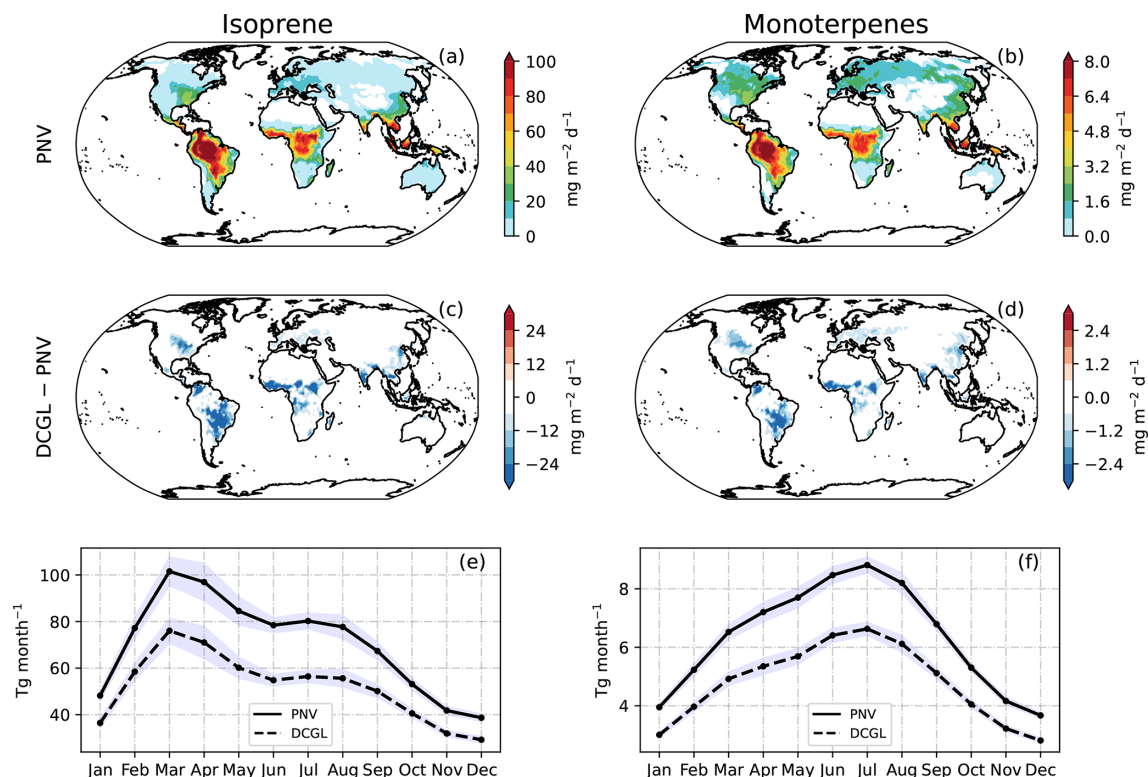 Isoprene
Monoterpenes
PNV
(a)
100
80
60
40
20
0
mg m⁻² d⁻¹
(b)
8.0
6.4
4.8
3.2
1.6
0.0
mg m⁻² d⁻¹
DCGL − PNV
(c)
24
12
0
−12
−24
mg m⁻² d⁻¹
(d)
2.4
1.2
0.0
−1.2
−2.4
mg m⁻² d⁻¹
(e)
Tg month⁻¹
100
80
60
40
PNV
DCGL
Jan Feb Mar Apr May Jun Jul Aug Sep Oct Nov Dec
(f)
Tg month⁻¹
8
6
4
PNV
DCGL
Jan Feb Mar Apr May Jun Jul Aug Sep Oct Nov Dec